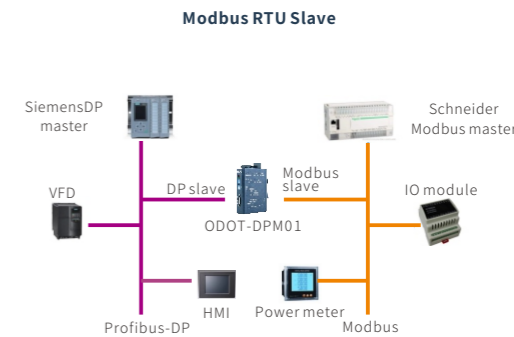 Modbus RTU Slave
SiemensDP
master
Schneider
Modbus master
VFD
DP slave
Modbus
slave
IO module
ODOT-DPM01
HMI
Power meter
Profibus-DP
Modbus